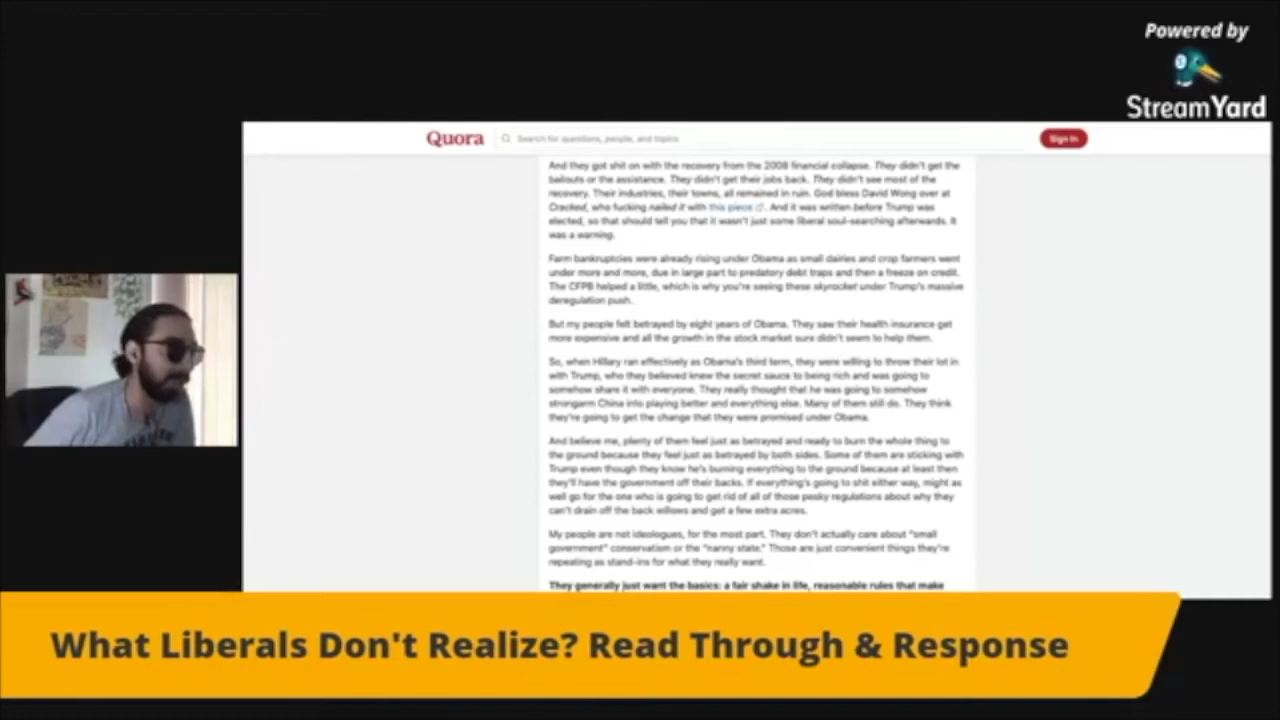 Powered by
StreamYard
Quora
Search for questions, people, and topics
Sign In
And they got shit on with the recovery from the 2008 financial collapse. They didn't get the
bailouts or the assistance. They didn't get their jobs back. They didn't see most of the
recovery. Their industries, their towns, all remained in ruin. God bless David Wong over at
Cracked, who fucking nailed it with this piece. And it was written before Trump was
elected, so that should tell you that it wasn't just some liberal soul-searching afterwards. It
was a warning.
Farm bankruptcies were already rising under Obama as small dairies and crop farmers went
under more and more, due in large part to predatory debt traps and then a freeze on credit.
The CFPB helped a little, which is why you're seeing these skyrocket under Trump's massive
deregulation push.
But my people felt betrayed by eight years of Obama. They saw their health insurance get
more expensive and all the growth in the stock market sure didn't seem to help them.
So, when Hillary ran effectively as Obama's third term, they were willing to throw their lot in
with Trump, who they believed knew the secret sauce to being rich and was going to
somehow share it with everyone. They really thought that he was going to somehow
strongarm China into playing better and everything else. Many of them still do. They think
they're going to get the change that they were promised under Obama.
And believe me, plenty of them feel just as betrayed and ready to burn the whole thing to
the ground because they feel just as betrayed by both sides. Some of them are sticking with
Trump even though they know he's burning everything to the ground because at least then
they'll have the government off their backs. If everything's going to shit either way, might as
well go for the one who is going to get rid of all of those pesky regulations about why they
can't drain off the back willows and get a few extra acres.
My people are not ideologues, for the most part. They don't actually care about "small
government" conservatism or the "nanny state." Those are just convenient things they're
repeating as stand-ins for what they really want.
They generally just want the basics: a fair shake in life, reasonable rules that make
What Liberals Don't Realize? Read Through & Response